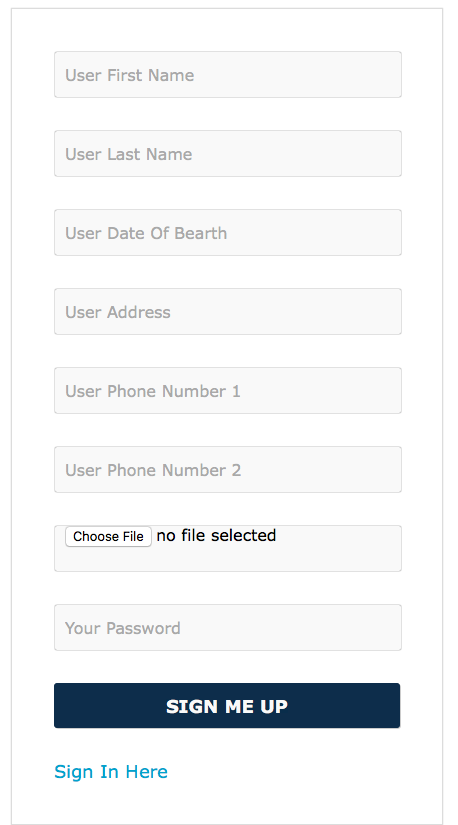 User First Name
User Last Name
User Date Of Bearth
User Address
User Phone Number 1
User Phone Number 2
Choose File no file selected
Your Password
SIGN ME UP
Sign In Here